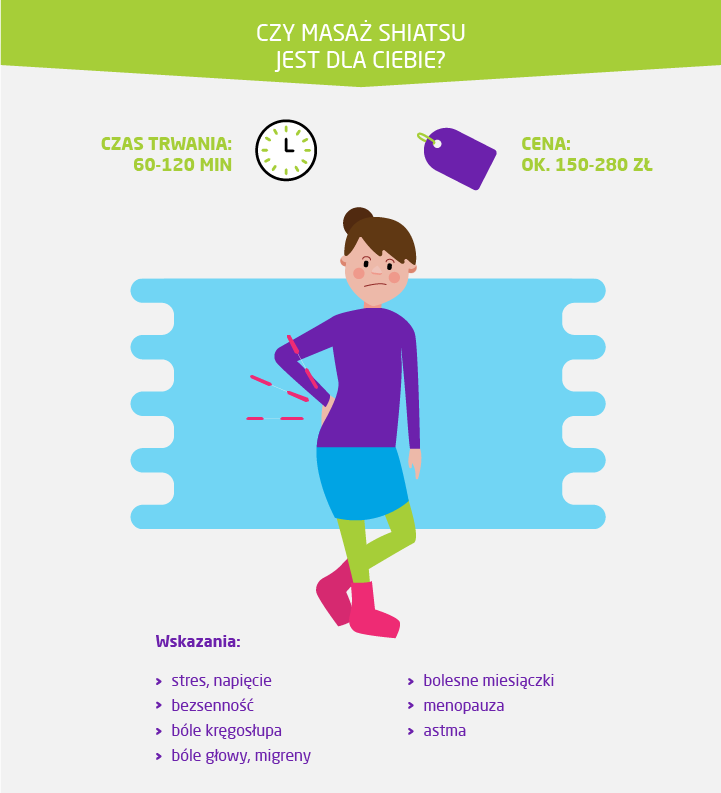 CZY MASAŻ SHIATSU
JEST DLA CIEBIE?
CZAS TRWANIA:
60-120 MIN
CENA:
OK. 150-280 ZŁ
Wskazania:
> stres, napięcie
> bezsenność
> bóle kręgosłupa
> bóle głowy, migreny
> bolesne miesiączki
> menopauza
> astma